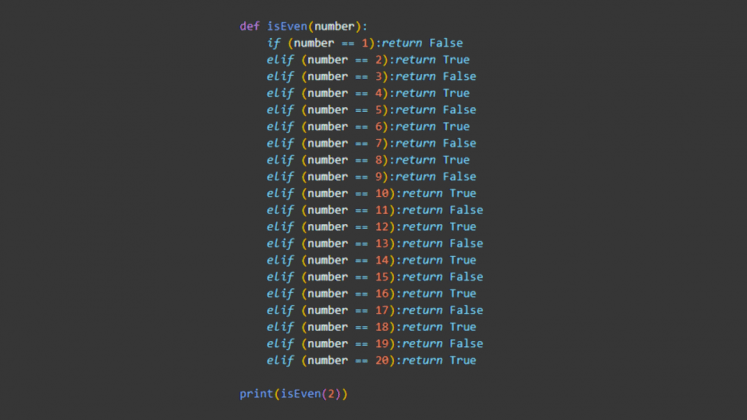 def isEven(number):
    if (number == 1):return False
    elif (number == 2):return True
    elif (number == 3):return False
    elif (number == 4):return True
    elif (number == 5):return False
    elif (number == 6):return True
    elif (number == 7):return False
    elif (number == 8):return True
    elif (number == 9):return False
    elif (number == 10):return True
    elif (number == 11):return False
    elif (number == 12):return True
    elif (number == 13):return False
    elif (number == 14):return True
    elif (number == 15):return False
    elif (number == 16):return True
    elif (number == 17):return False
    elif (number == 18):return True
    elif (number == 19):return False
    elif (number == 20):return True
print(isEven(2))